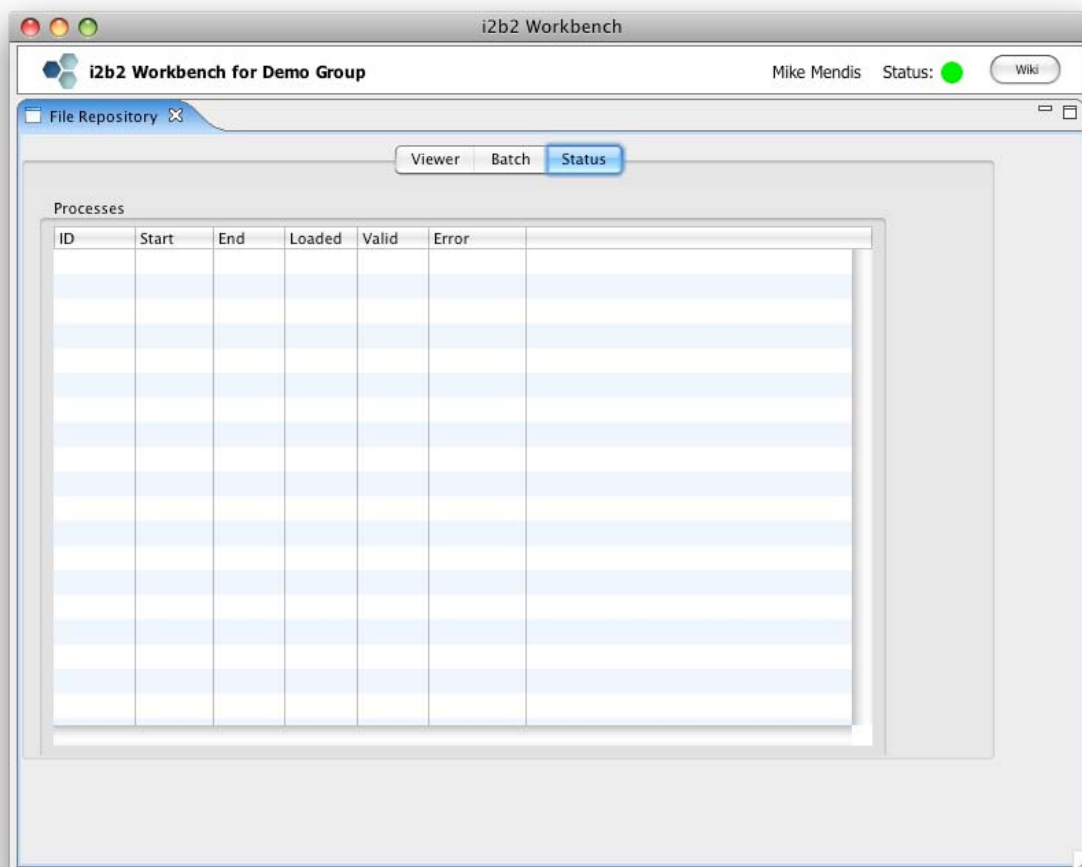 i2b2 Workbench
i2b2 Workbench for Demo Group Mike Mendis Status: Wiki
File Repository
Viewer Batch Status
Processes
ID Start End Loaded Valid Error